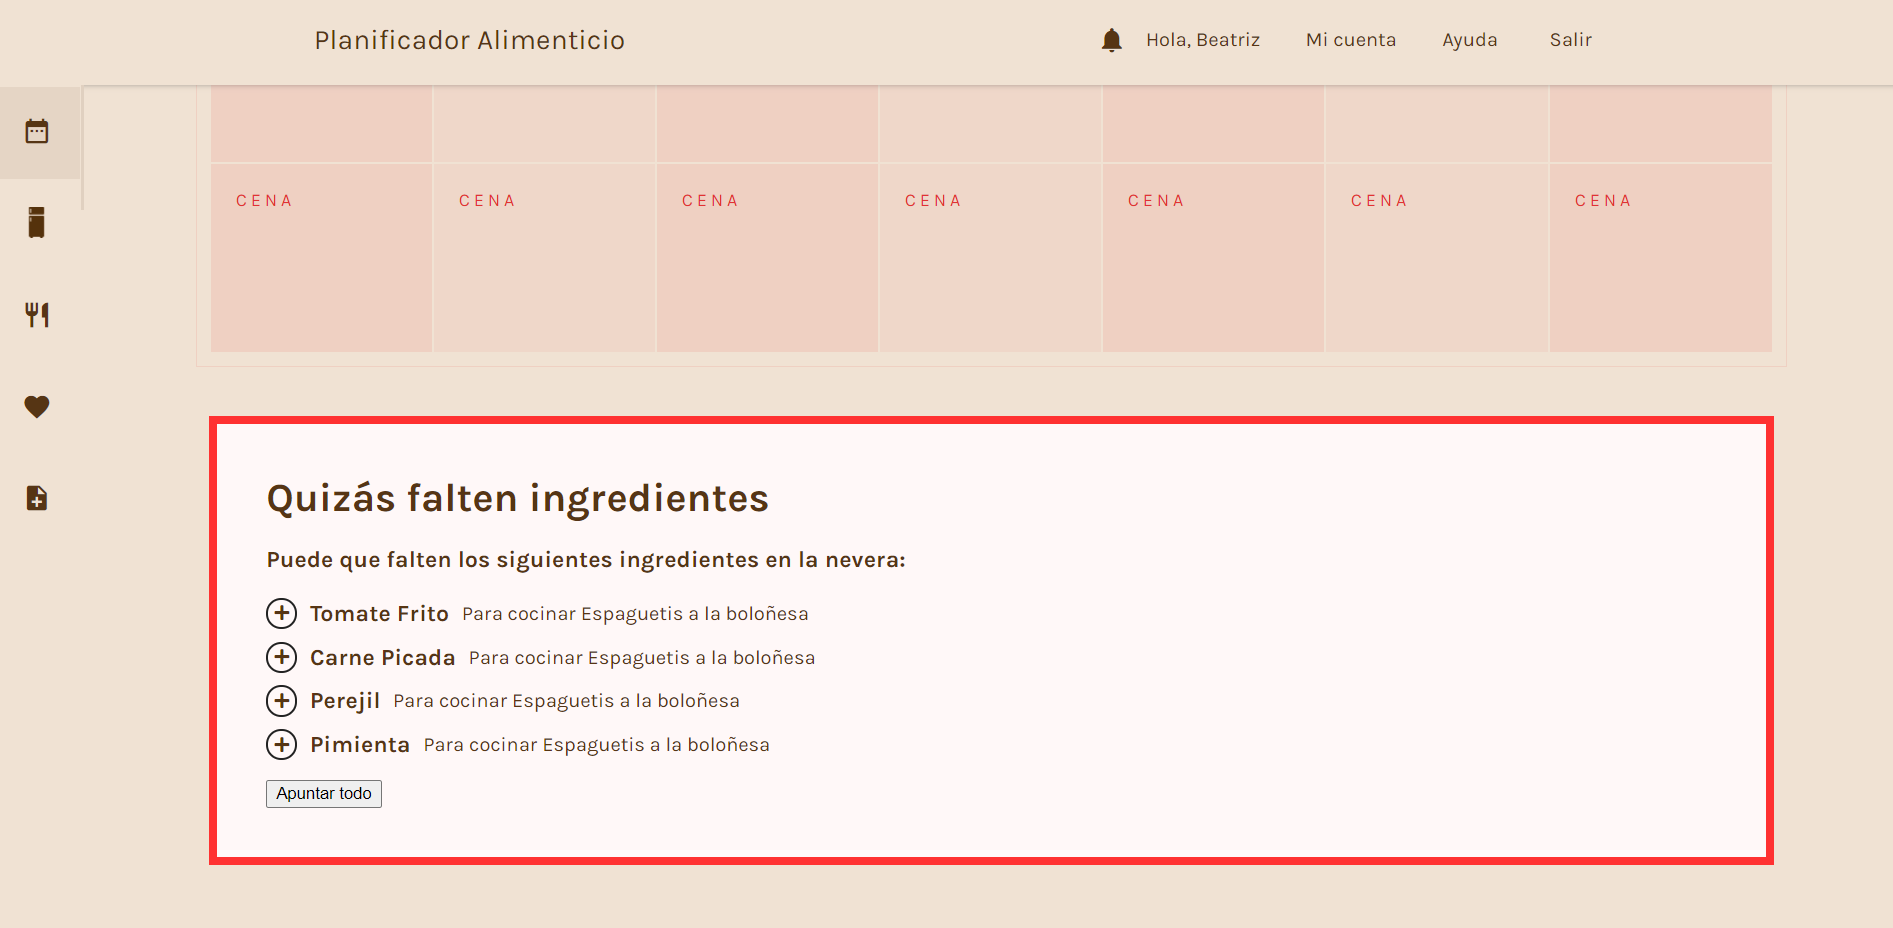 Planificador Alimenticio
Hola, Beatriz Mi cuenta Ayuda Salir
CENA CENA CENA CENA CENA CENA CENA
Quizás falten ingredientes
Puede que falten los siguientes ingredientes en la nevera:
Tomate Frito Para cocinar Espaguetis a la boloñesa
Carne Picada Para cocinar Espaguetis a la boloñesa
Perejil Para cocinar Espaguetis a la boloñesa
Pimienta Para cocinar Espaguetis a la boloñesa
Apuntar todo